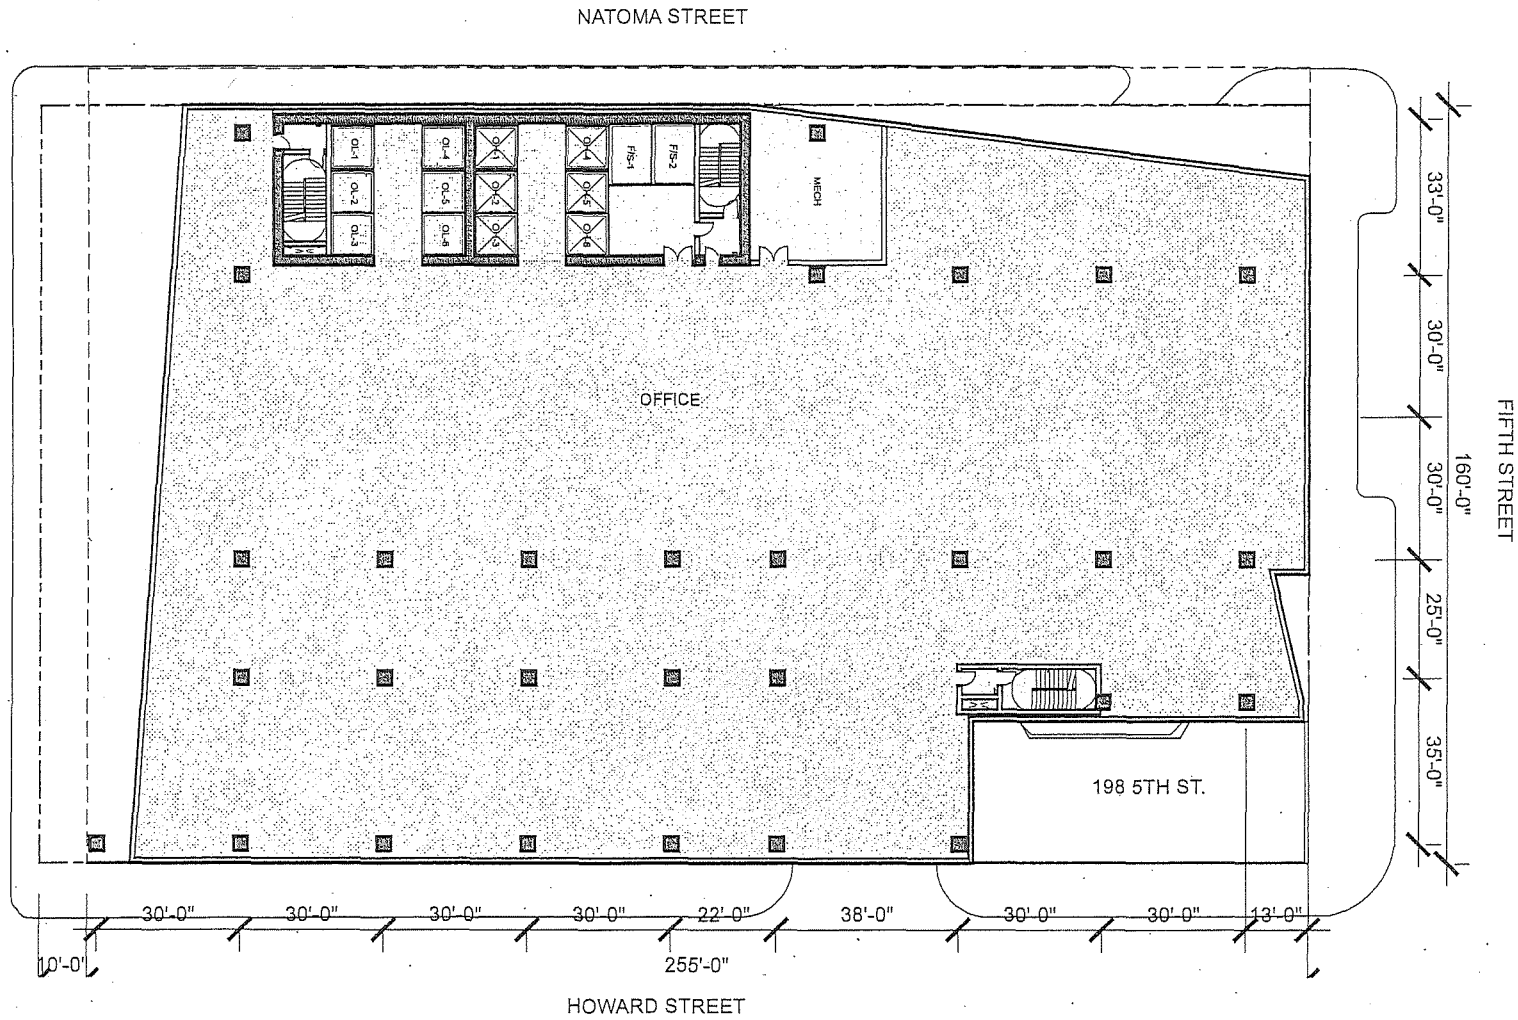 NATOMA STREET
OL-1
OL-4
OH-1
OH-4
F/S-1
F/S-2
OL-2
OL-5
OH-2
OH-5
MECH
OL-3
OL-6
OH-3
OH-6
33'-0"
30'-0"
OFFICE
30'-0"
160'-0"
FIFTH STREET
25'-0"
35'-0"
198 5TH ST.
30'-0"
30'-0"
30'-0"
30'-0"
22'-0"
38'-0"
30'-0"
30'-0"
13'-0"
10'-0"
255'-0"
HOWARD STREET